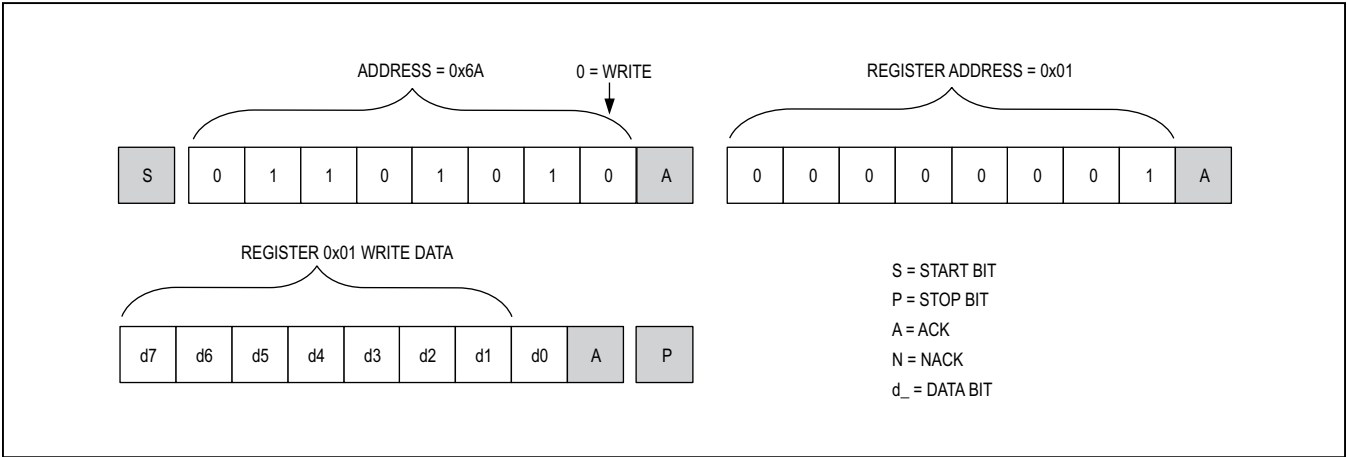 ADDRESS = 0x6A 0 = WRITE REGISTER ADDRESS = 0x01
S 0 1 1 0 1 0 1 0 A 0 0 0 0 0 0 0 1 A
REGISTER 0x01 WRITE DATA
d7 d6 d5 d4 d3 d2 d1 d0 A P
S = START BIT
P = STOP BIT
A = ACK
N = NACK
d_ = DATA BIT